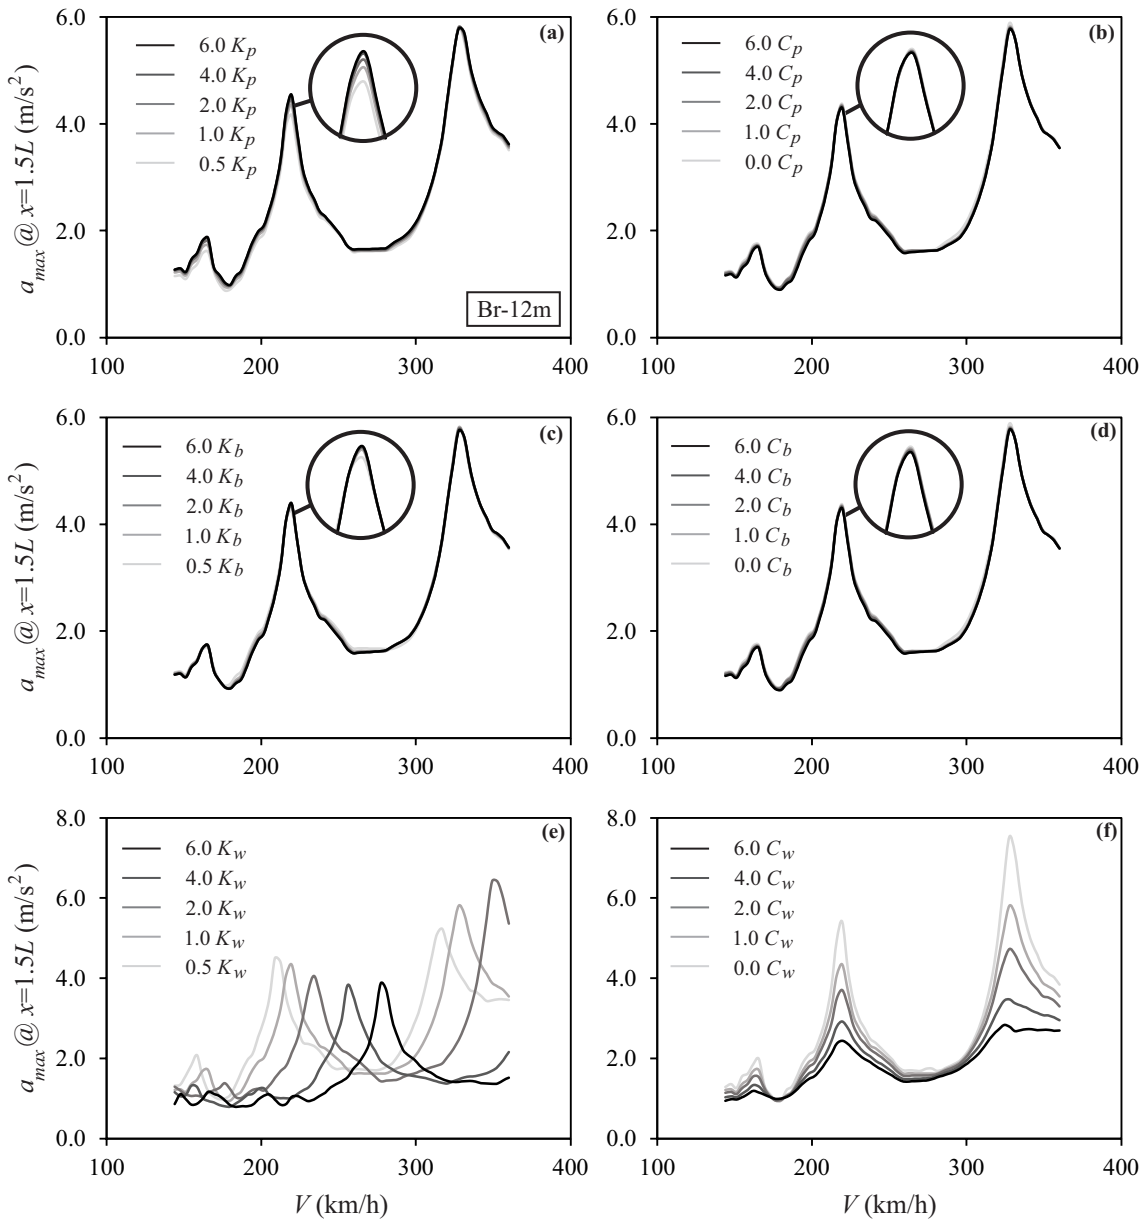 6.0
4.0
2.0
0.0
100
200
300
400
a_max@ x=1.5L (m/s²)
(a)
6.0 K_p
4.0 K_p
2.0 K_p
1.0 K_p
0.5 K_p
Br-12m
6.0
4.0
2.0
0.0
100
200
300
400
(b)
6.0 C_p
4.0 C_p
2.0 C_p
1.0 C_p
0.0 C_p
6.0
4.0
2.0
0.0
100
200
300
400
a_max@ x=1.5L (m/s²)
(c)
6.0 K_b
4.0 K_b
2.0 K_b
1.0 K_b
0.5 K_b
6.0
4.0
2.0
0.0
100
200
300
400
(d)
6.0 C_b
4.0 C_b
2.0 C_b
1.0 C_b
0.0 C_b
8.0
6.0
4.0
2.0
0.0
100
200
300
400
a_max@ x=1.5L (m/s²)
(e)
6.0 K_w
4.0 K_w
2.0 K_w
1.0 K_w
0.5 K_w
V (km/h)
8.0
6.0
4.0
2.0
0.0
100
200
300
400
(f)
6.0 C_w
4.0 C_w
2.0 C_w
1.0 C_w
0.0 C_w
V (km/h)